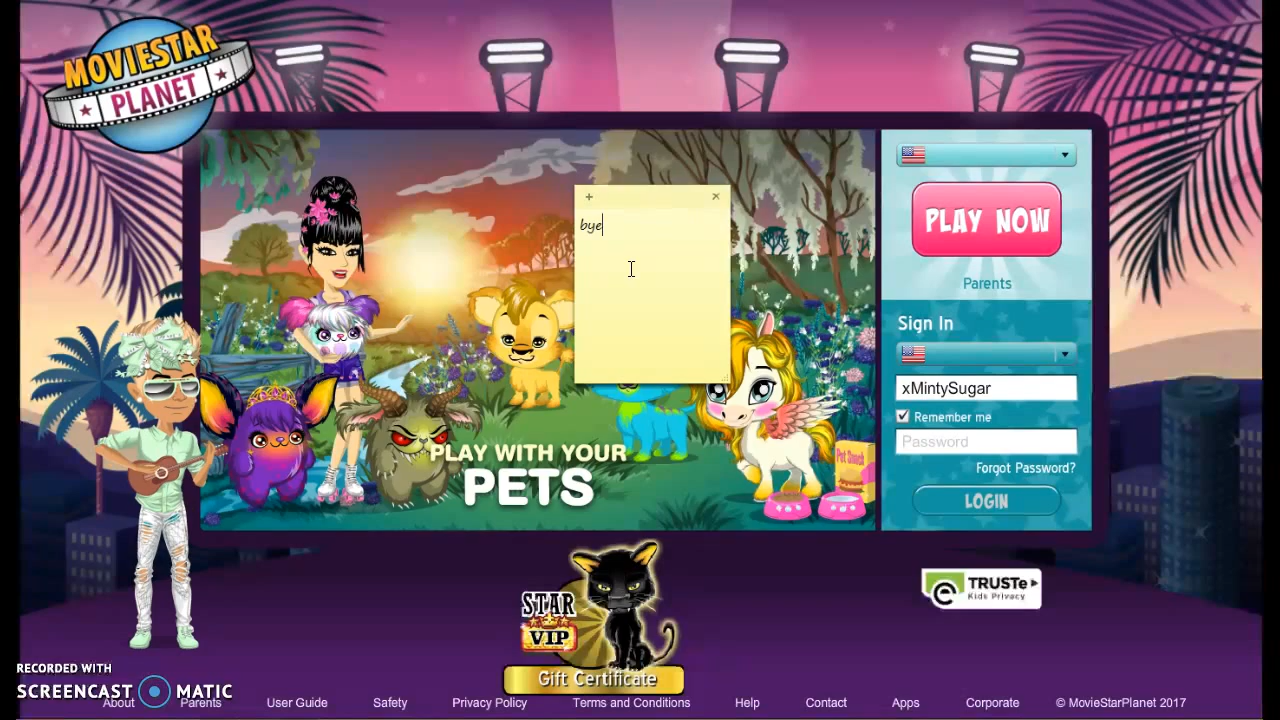 MOVIESTAR
PLANET
+ ×
bye
PLAY NOW
Parents
Sign In
xMintySugar
Remember me
Password
Forgot Password?
LOGIN
PLAY WITH YOUR
PETS
Pet Snack
STAR
VIP
Gift Certificate
TRUSTe
Kids Privacy
RECORDED WITH
SCREENCAST MATIC
About Parents User Guide Safety Privacy Policy Terms and Conditions Help Contact Apps Corporate © MovieStarPlanet 2017